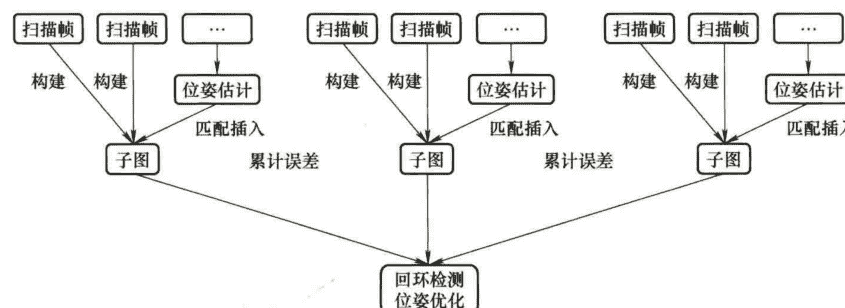 扫描帧 扫描帧 … 扫描帧 扫描帧 … 扫描帧 扫描帧 …
构建 构建 位姿估计 构建 构建 位姿估计 构建 构建 位姿估计
匹配插入 匹配插入 匹配插入
子图 累计误差 子图 累计误差 子图
回环检测
位姿优化